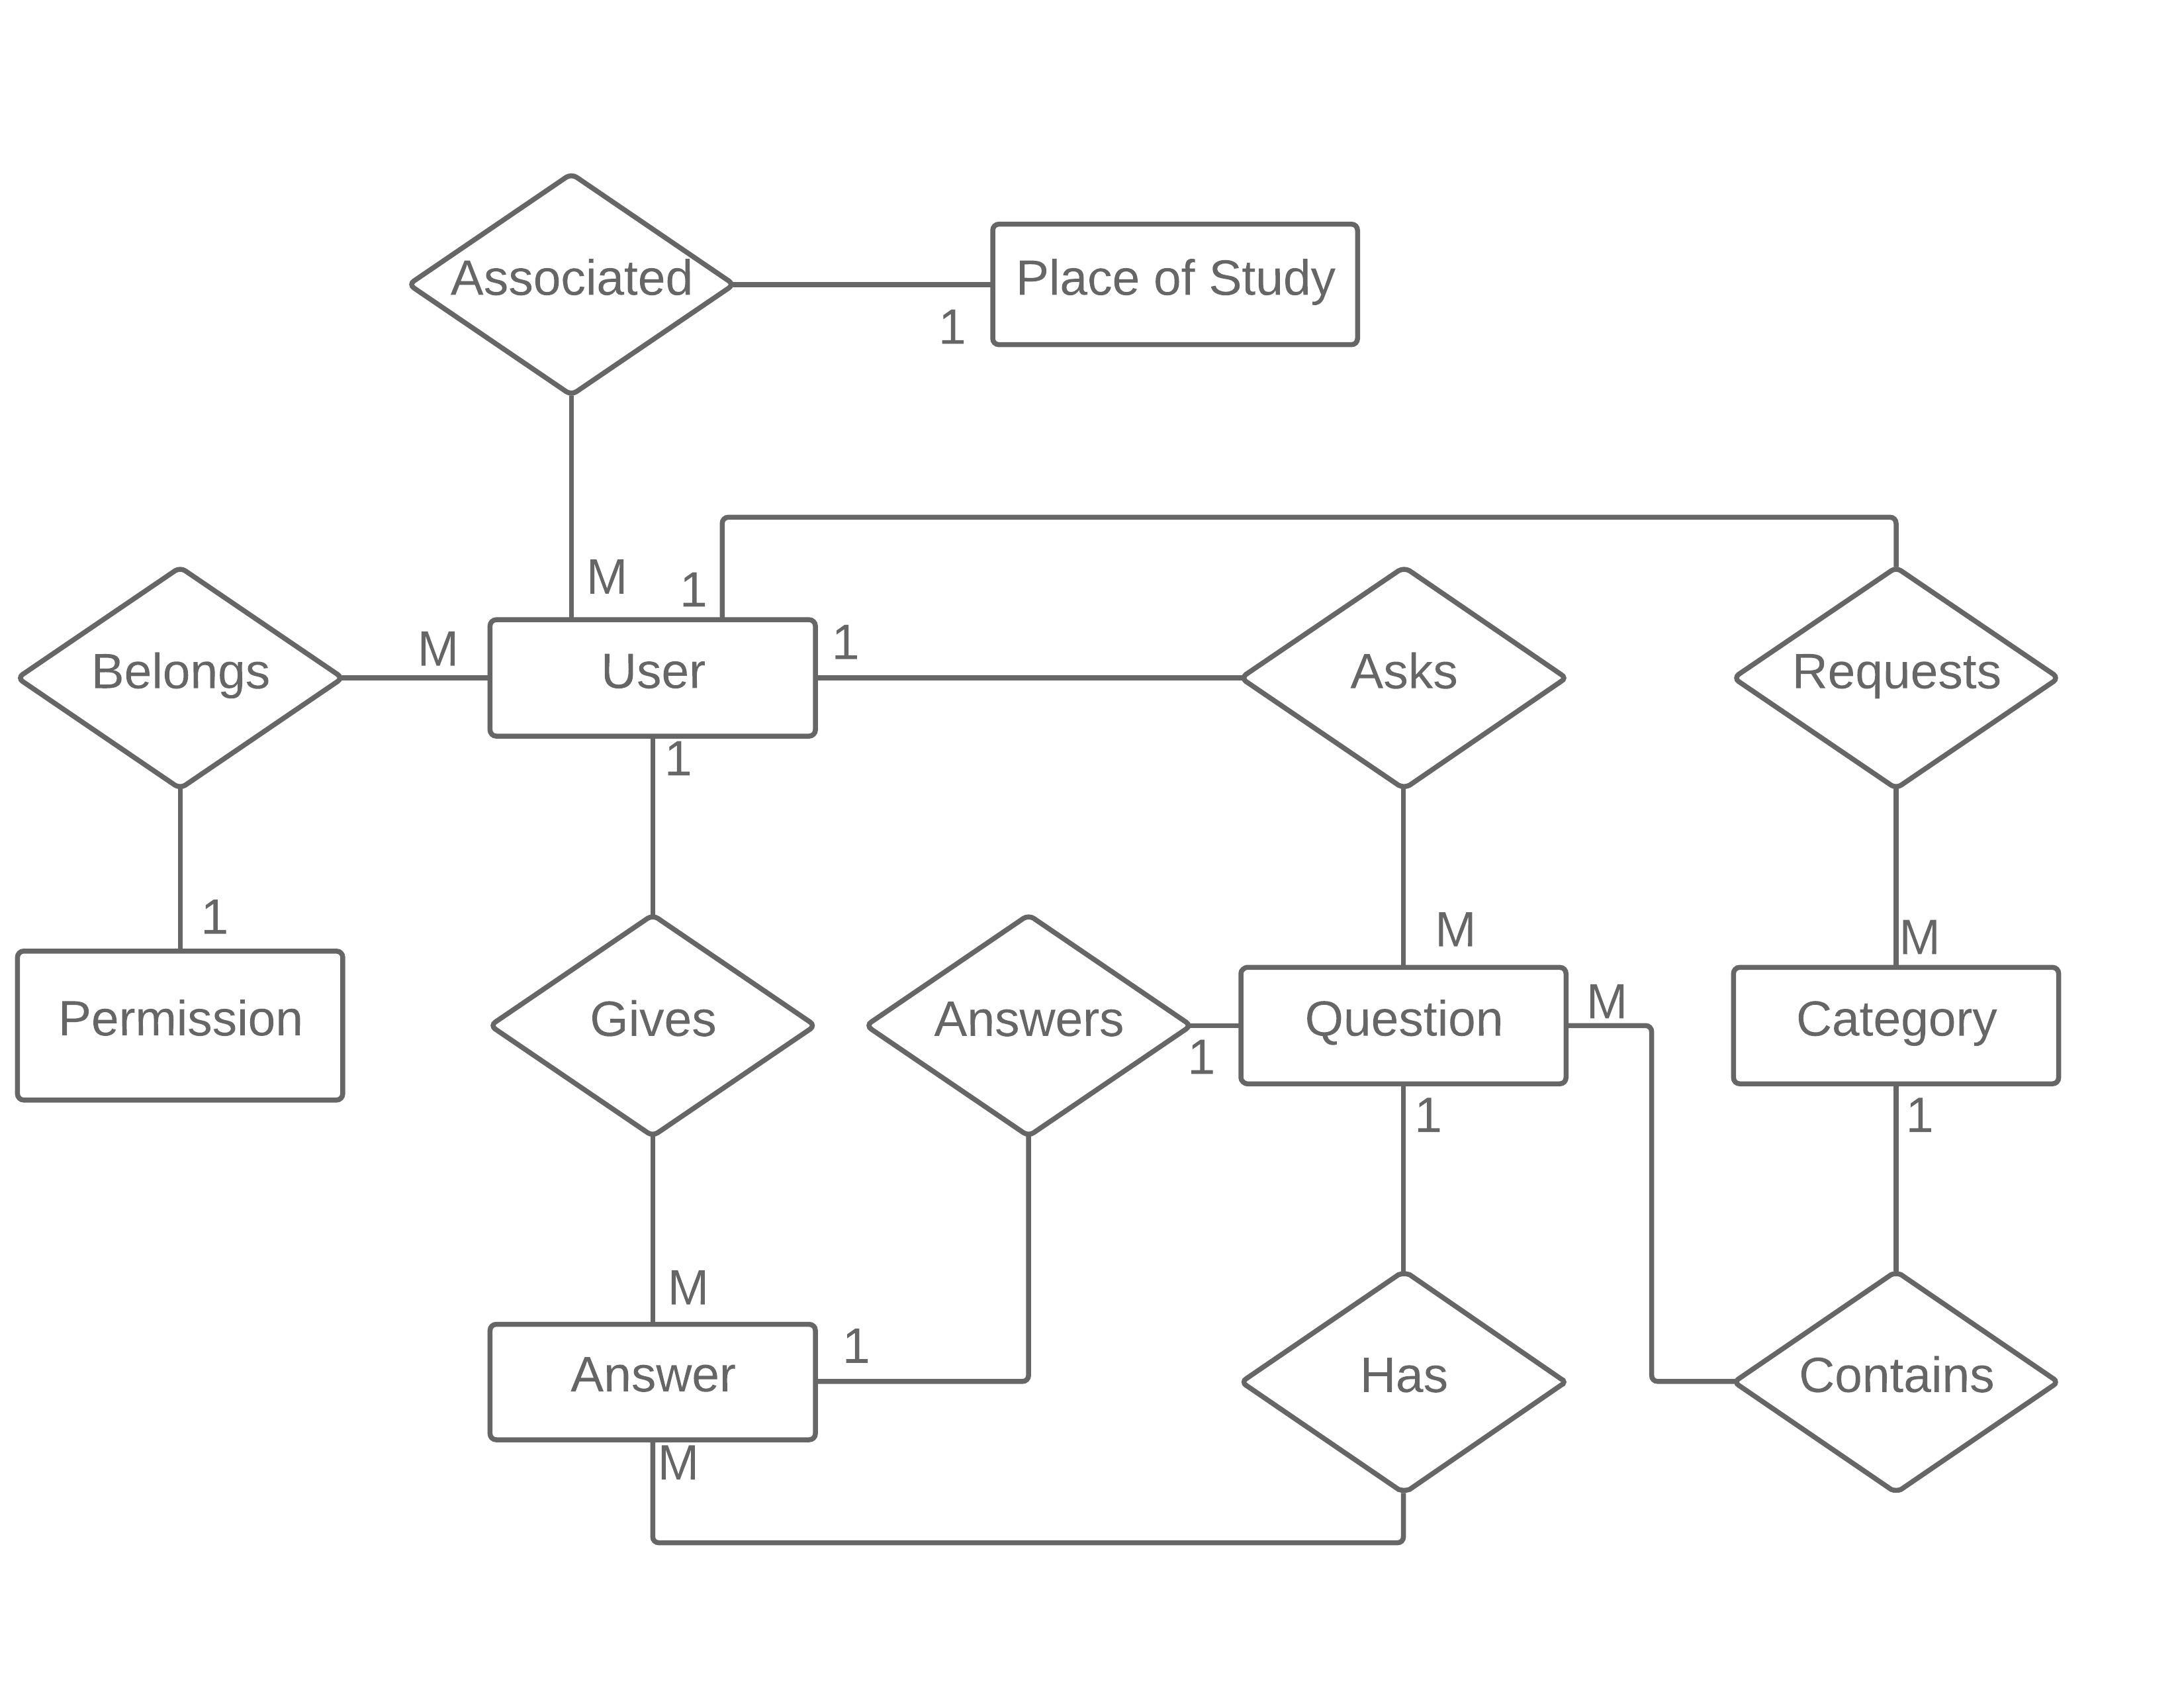 Associated
Place of Study
1
M
1
Belongs
M
User
1
Asks
Requests
1
1
M
M
Permission
Gives
Answers
1
Question
M
Category
1
1
M
Answer
1
Has
Contains
M